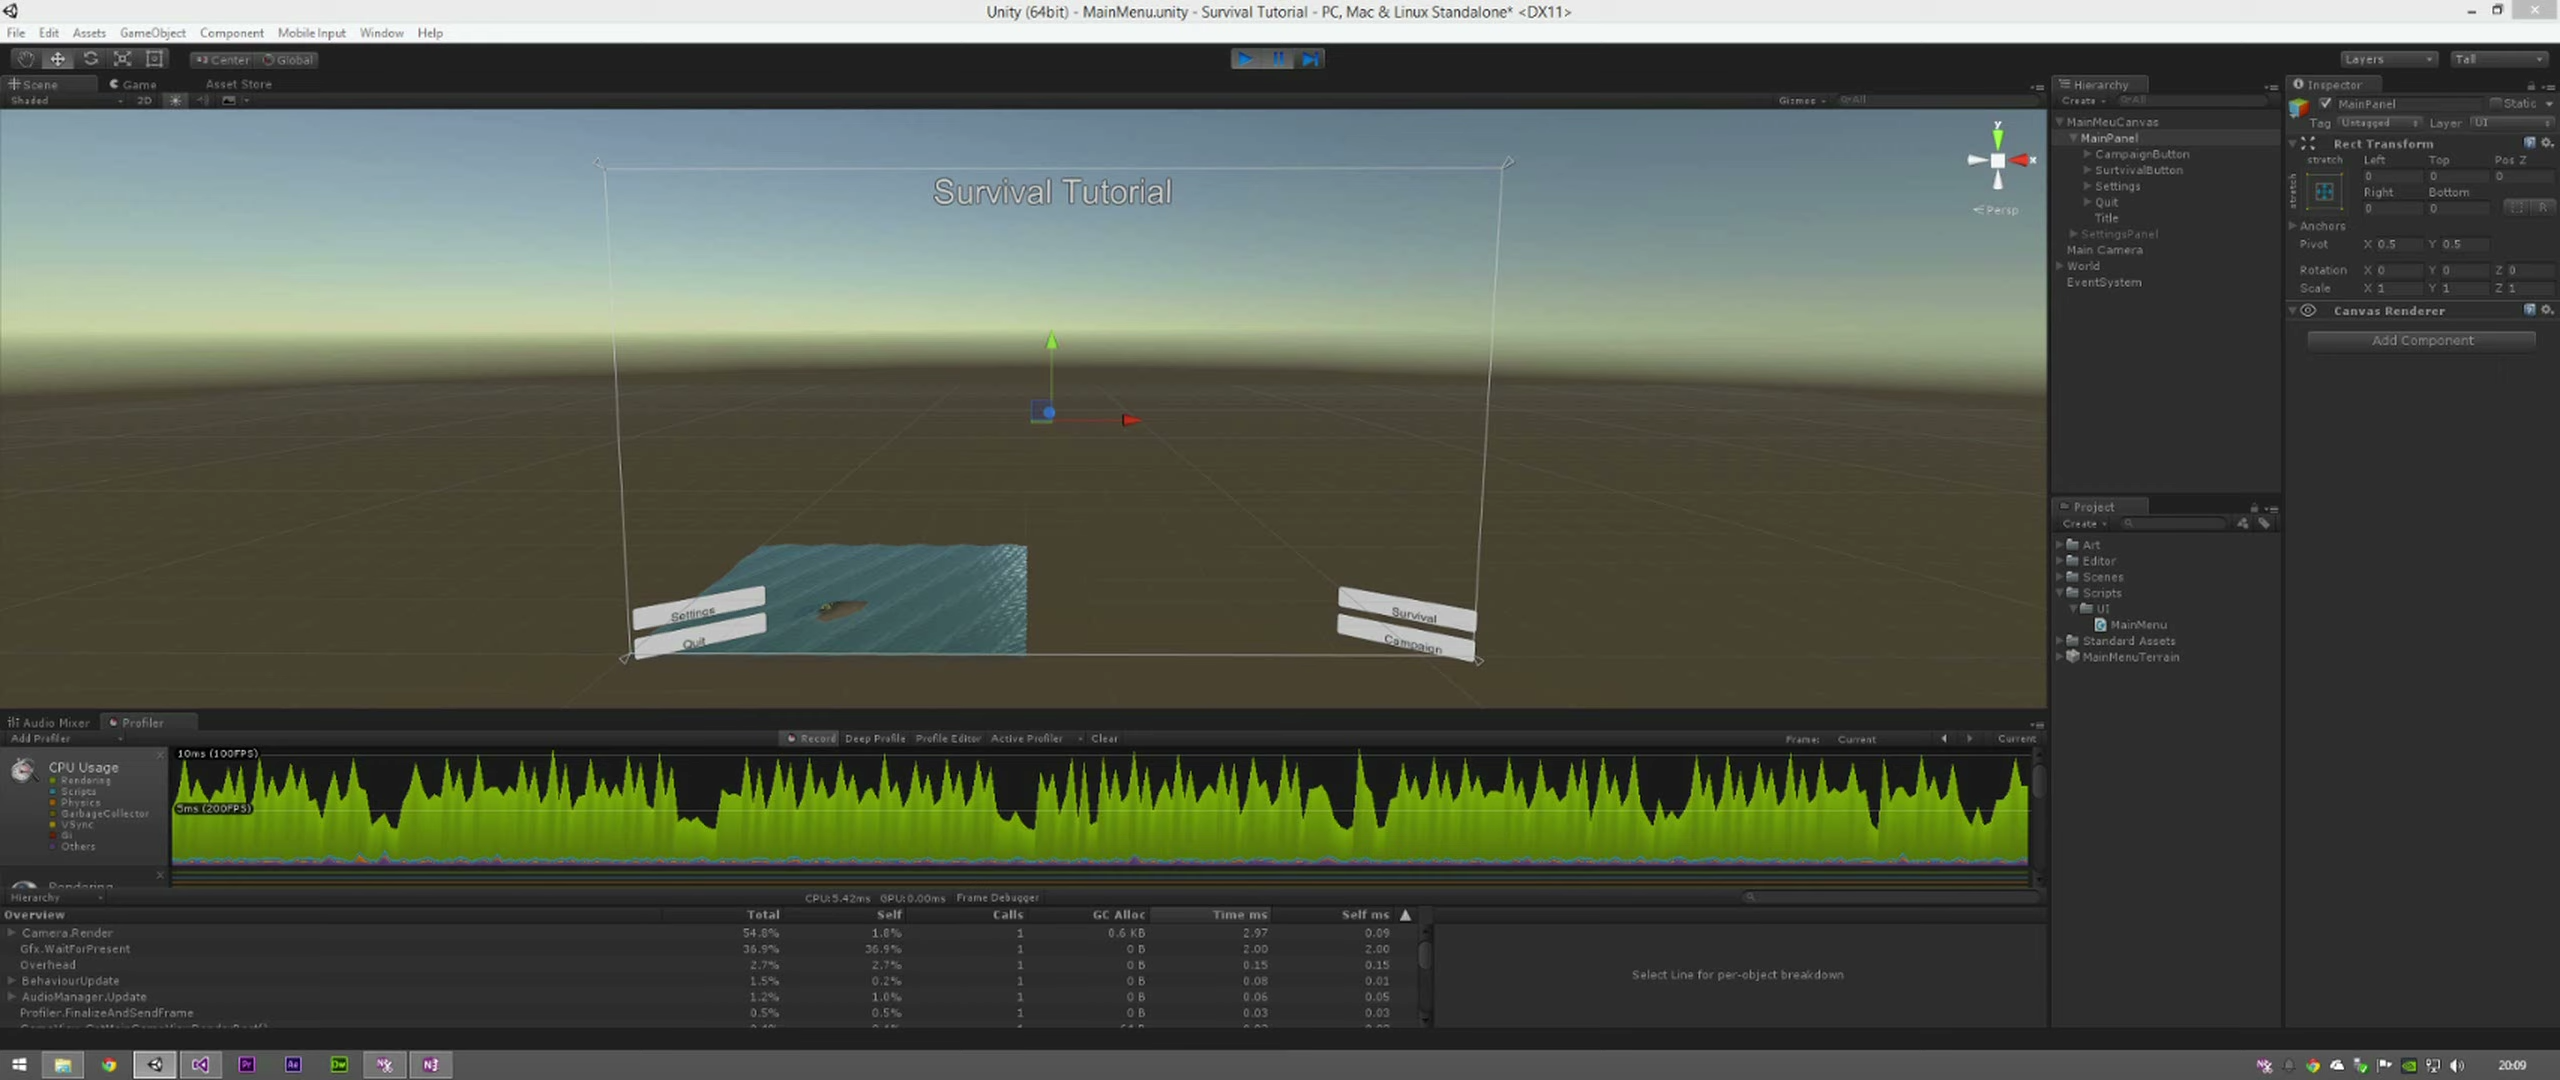 Unity (64bit) - MainMenu.unity - Survival Tutorial - PC, Mac & Linux Standalone* <DX11>
File Edit Assets GameObject Component Mobile Input Window Help
Center Global
Layers Tall
Scene Game Asset Store
Shaded 2D Gizmos All
Survival Tutorial
y
x
Persp
Settings
Quit
Survival
Campaign
Hierarchy
Create All
MainMeuCanvas
MainPanel
CampaignButton
SurtvivalButton
Settings
Quit
Title
SettingsPanel
Main Camera
World
EventSystem
Project
Create
Art
Editor
Scenes
Scripts
UI
MainMenu
Standard Assets
MainMenuTerrain
Inspector
MainPanel Static
Tag Untagged Layer UI
Rect Transform
stretch Left Top Pos Z
stretch 0 0 0
Right Bottom
0 0 R
Anchors
Pivot X 0.5 Y 0.5
Rotation X 0 Y 0 Z 0
Scale X 1 Y 1 Z 1
Canvas Renderer
Add Component
Audio Mixer Profiler
Add Profiler Record Deep Profile Profile Editor Active Profiler Clear Frame: Current Current
10ms (100FPS)
5ms (200FPS)
CPU Usage
Rendering
Scripts
Physics
GarbageCollector
VSync
Gi
Others
Rendering
Hierarchy CPU:5.42ms GPU:0.00ms Frame Debugger
Overview Total Self Calls GC Alloc Time ms Self ms
Camera.Render 54.8% 1.8% 1 0.6 KB 2.97 0.09
Gfx.WaitForPresent 36.9% 36.9% 1 0 B 2.00 2.00
Overhead 2.7% 2.7% 1 0 B 0.15 0.15
BehaviourUpdate 1.5% 0.2% 1 0 B 0.08 0.01
AudioManager.Update 1.2% 1.0% 1 0 B 0.06 0.05
Profiler.FinalizeAndSendFrame 0.5% 0.5% 1 0 B 0.03 0.03
Select Line for per-object breakdown
Pr Ae Dw N
20:09